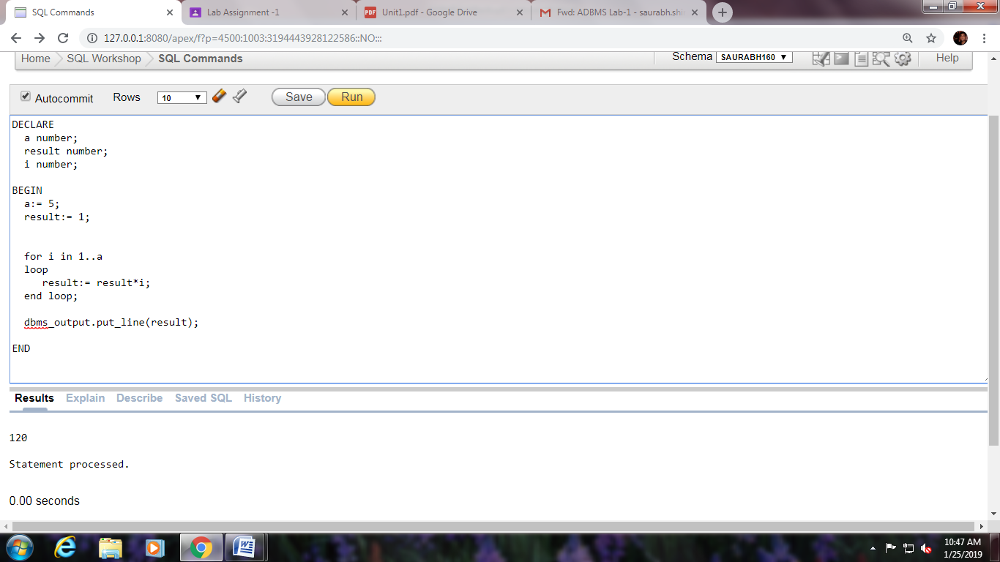 SQL Commands
Lab Assignment -1
PDF Unit1.pdf - Google Drive
Fwd: ADBMS Lab-1 - saurabh.shi
127.0.0.1:8080/apex/f?p=4500:1003:3194443928122586::NO:::
Home SQL Workshop SQL Commands Schema SAURABH160 Help
Autocommit Rows 10 Save Run
DECLARE
  a number;
  result number;
  i number;

BEGIN
  a:= 5;
  result:= 1;


  for i in 1..a
  loop
     result:= result*i;
  end loop;

  dbms_output.put_line(result);

END
Results Explain Describe Saved SQL History
120
Statement processed.
0.00 seconds
10:47 AM
1/25/2019